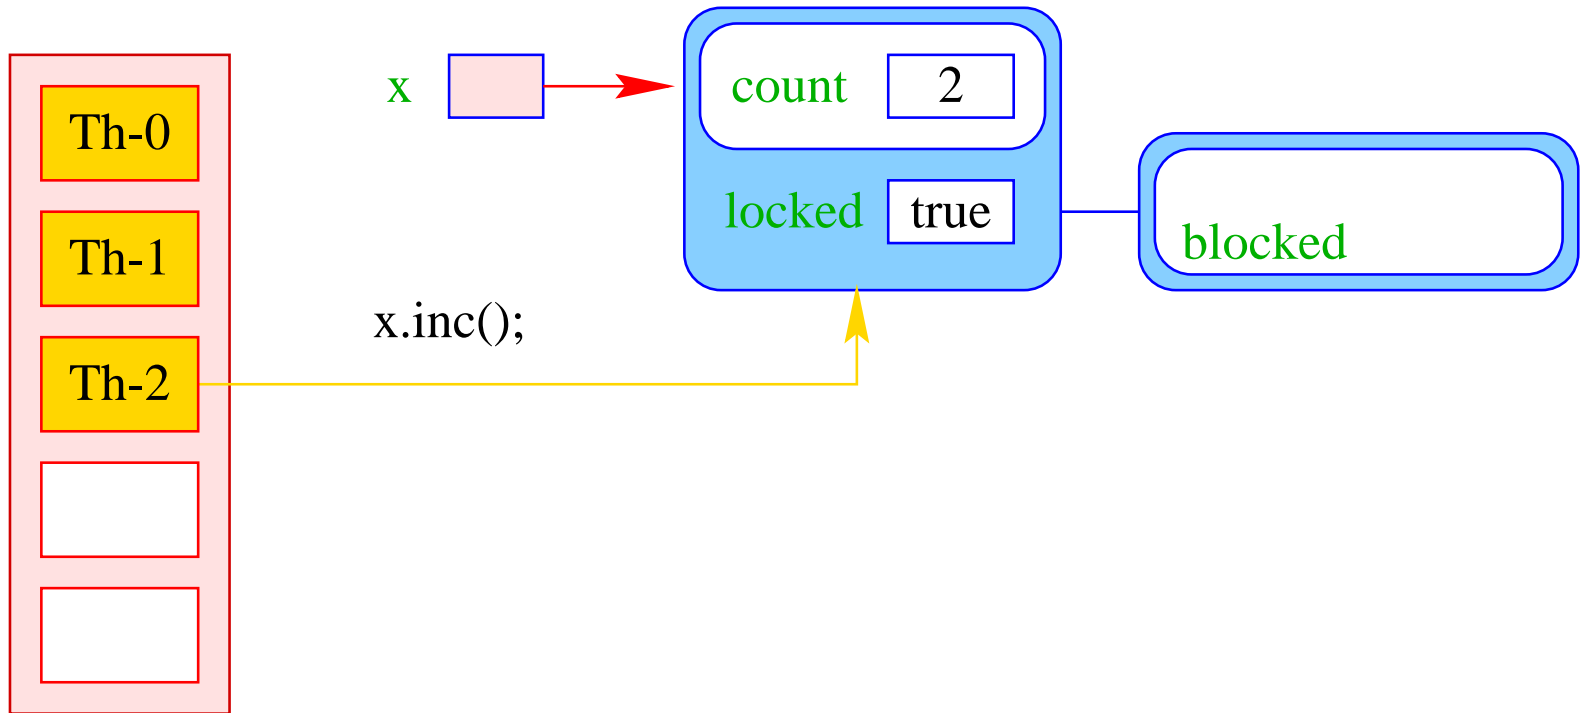 Th-0
Th-1
Th-2
x
count
2
locked
true
blocked
x.inc();